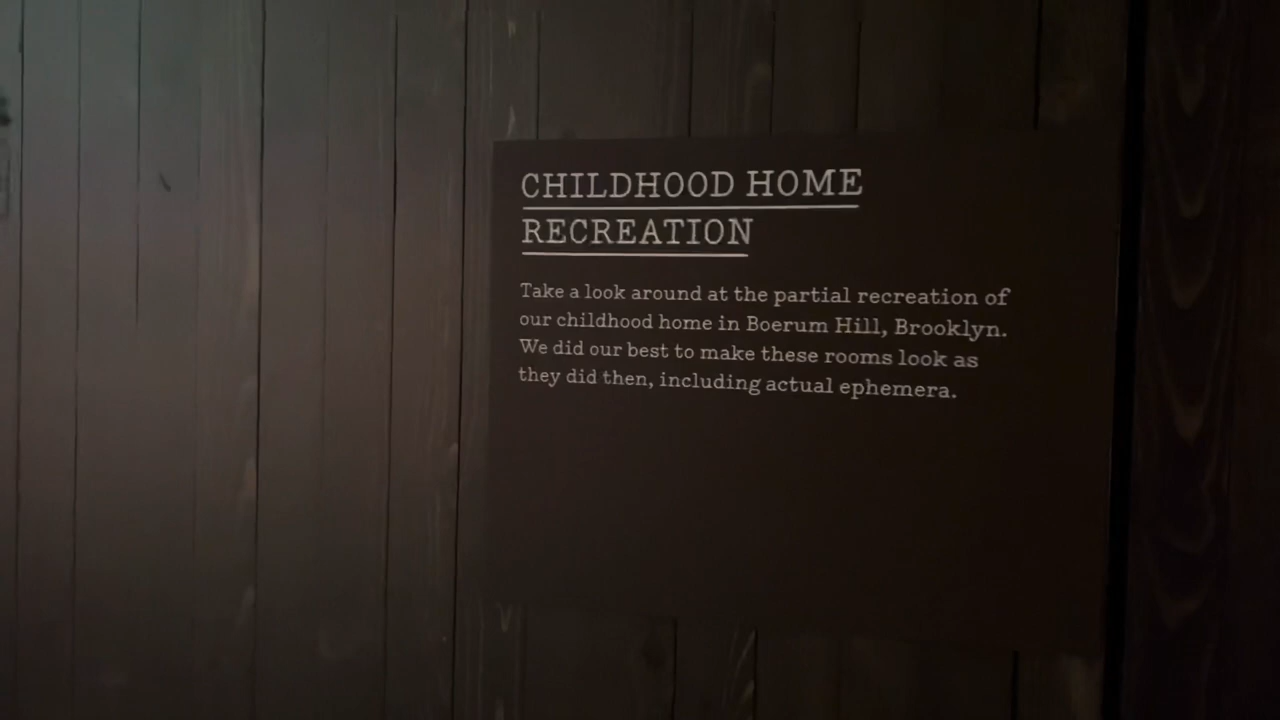 CHILDHOOD HOME
RECREATION
Take a look around at the partial recreation of
our childhood home in Boerum Hill, Brooklyn.
We did our best to make these rooms look as
they did then, including actual ephemera.